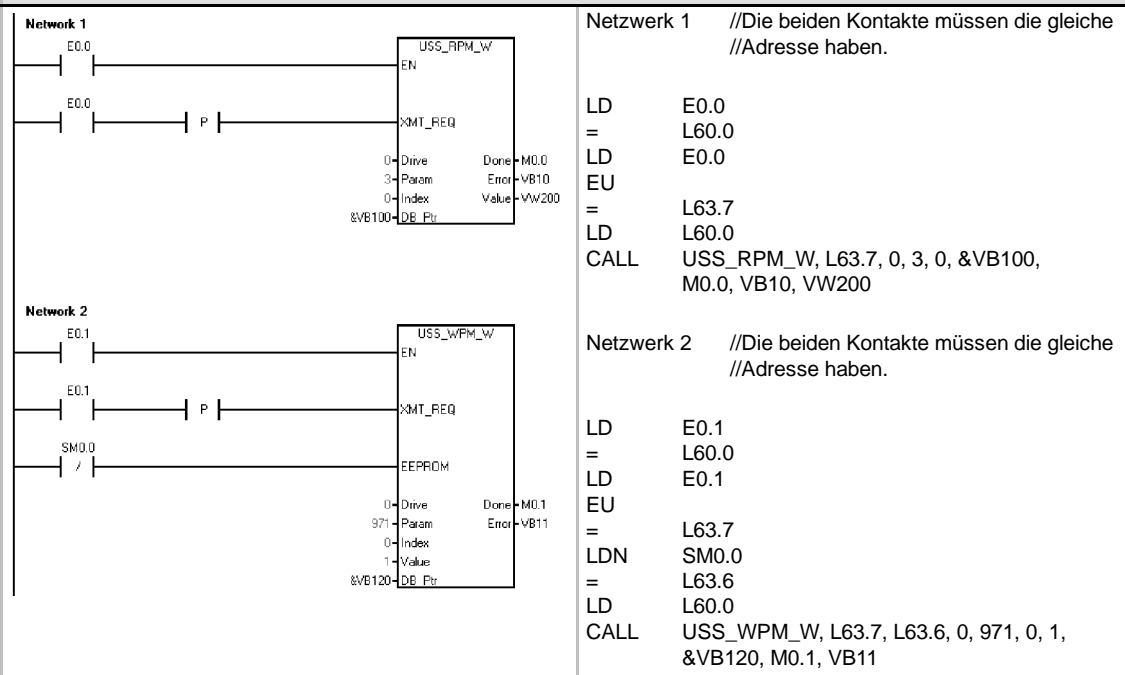 Network 1
E0.0
USS_RPM_W
EN
E0.0
P
XMT_REQ
0 Drive Done M0.0
3 Param Error VB10
0 Index Value VW200
&VB100 DB_Ptr
Network 2
E0.1
USS_WPM_W
EN
E0.1
P
XMT_REQ
SM0.0
/
EEPROM
0 Drive Done M0.1
971 Param Error VB11
0 Index
1 Value
&VB120 DB_Ptr
Netzwerk 1 //Die beiden Kontakte müssen die gleiche
//Adresse haben.
LD E0.0
= L60.0
LD E0.0
EU
= L63.7
LD L60.0
CALL USS_RPM_W, L63.7, 0, 3, 0, &VB100,
M0.0, VB10, VW200
Netzwerk 2 //Die beiden Kontakte müssen die gleiche
//Adresse haben.
LD E0.1
= L60.0
LD E0.1
EU
= L63.7
LDN SM0.0
= L63.6
LD L60.0
CALL USS_WPM_W, L63.7, L63.6, 0, 971, 0, 1,
&VB120, M0.1, VB11